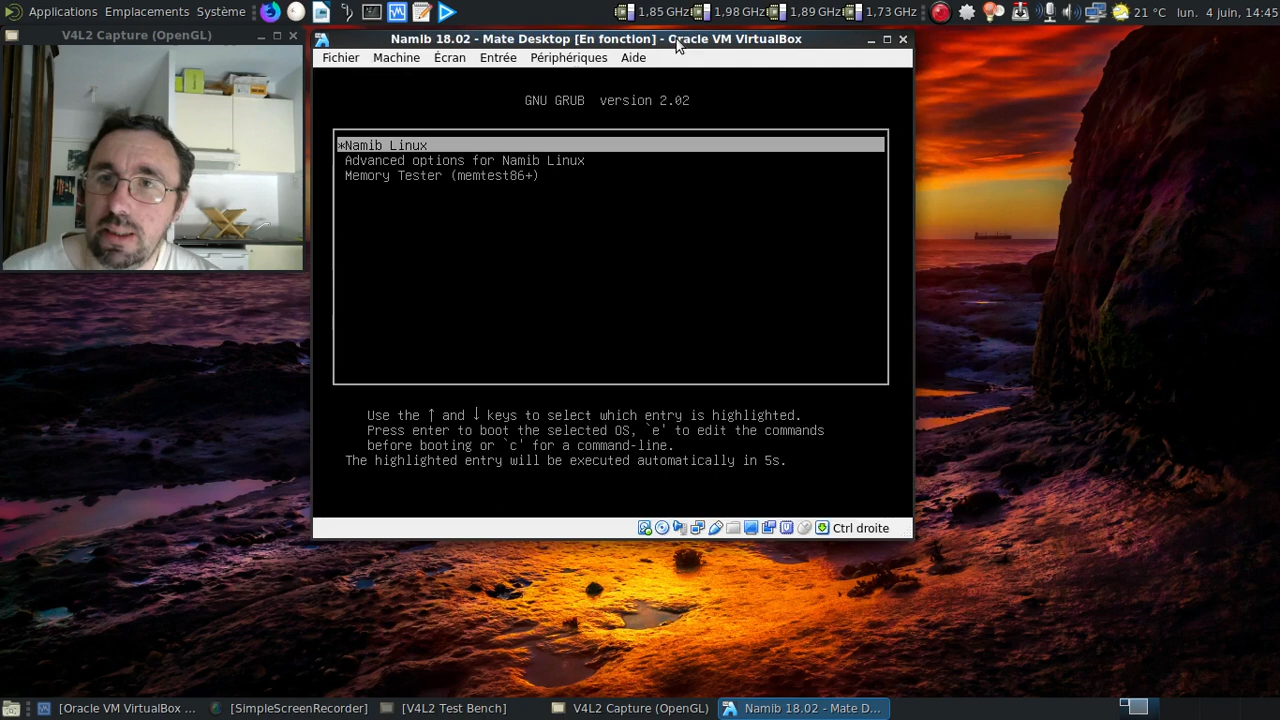 Applications Emplacements Système
1,85 GHz 1,98 GHz 1,89 GHz 1,73 GHz
21 °C lun. 4 juin, 14:45
V4L2 Capture (OpenGL)
Namib 18.02 - Mate Desktop [En fonction] - Oracle VM VirtualBox
Fichier Machine Écran Entrée Périphériques Aide
GNU GRUB version 2.02
*Namib Linux
Advanced options for Namib Linux
Memory Tester (memtest86+)
Use the ↑ and ↓ keys to select which entry is highlighted.
Press enter to boot the selected OS, `e' to edit the commands
before booting or `c' for a command-line.
The highlighted entry will be executed automatically in 5s.
Ctrl droite
[Oracle VM VirtualBox ... [SimpleScreenRecorder] [V4L2 Test Bench] V4L2 Capture (OpenGL) Namib 18.02 - Mate D...